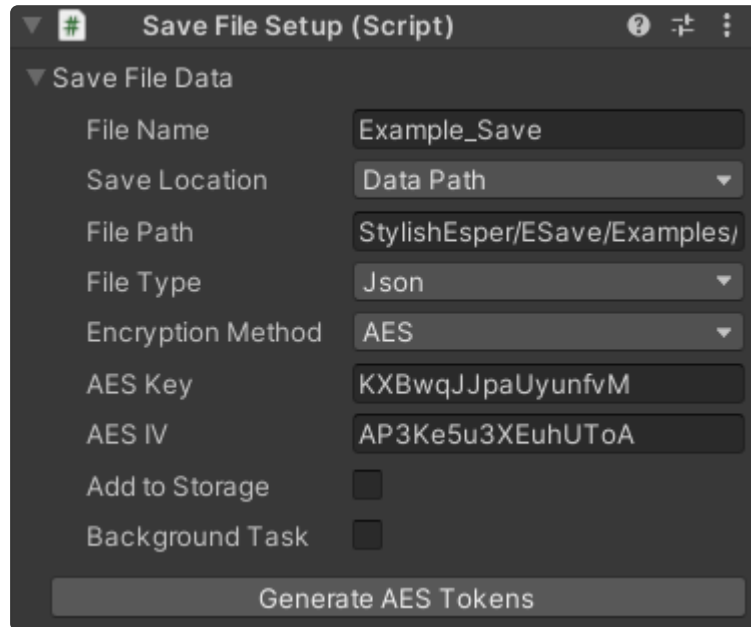 # Save File Setup (Script) ?
Save File Data
File Name Example_Save
Save Location Data Path
File Path StylishEsper/ESave/Examples/
File Type Json
Encryption Method AES
AES Key KXBwqJJpaUyunfvM
AES IV AP3Ke5u3XEuhUToA
Add to Storage
Background Task
Generate AES Tokens